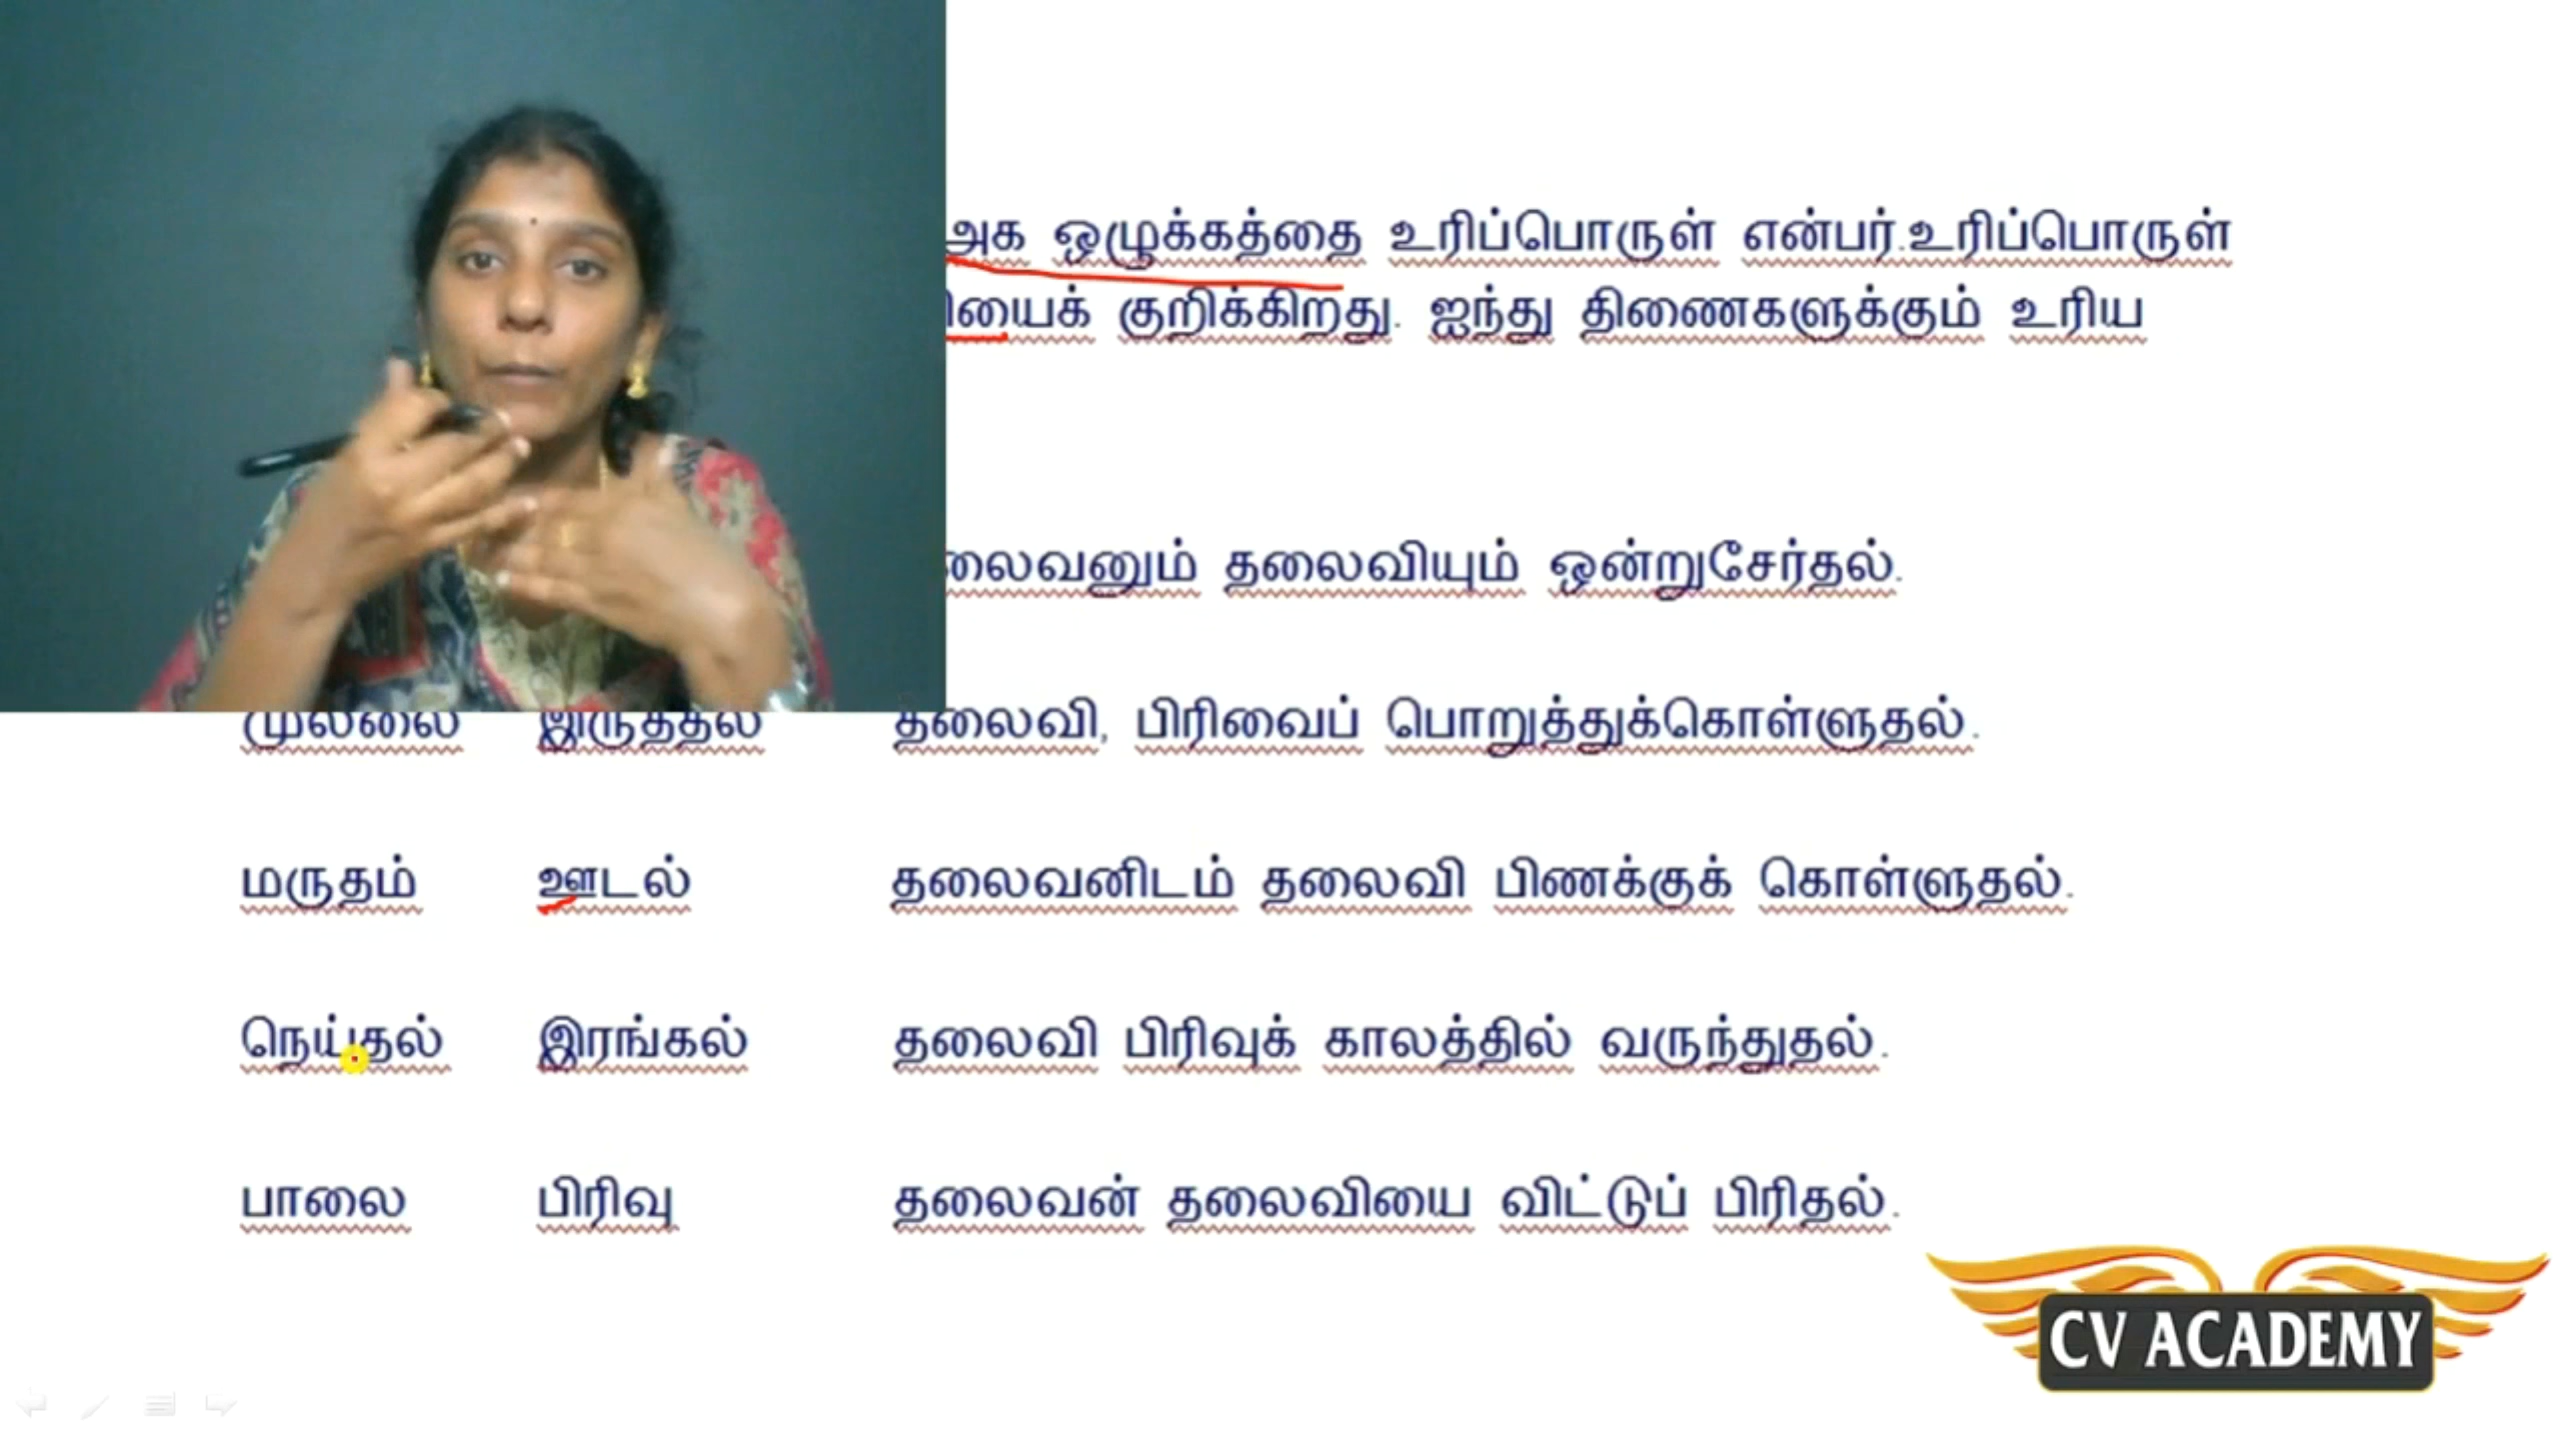 அக ஒழுக்கத்தை உரிப்பொருள் என்பர்.உரிப்பொருள்
குறிக்கிறது. ஐந்து திணைகளுக்கும் உரிய
தலைவியும் ஒன்றுசேர்தல்.
முல்லை இருத்தல் தலைவி, பிரிவைப் பொறுத்துக்கொள்ளுதல்.
மருதம் ஊடல் தலைவனிடம் தலைவி பிணக்குக் கொள்ளுதல்.
நெய்தல் இரங்கல் தலைவி பிரிவுக் காலத்தில் வருந்துதல்.
பாலை பிரிவு தலைவன் தலைவியை விட்டுப் பிரிதல்.
CV ACADEMY